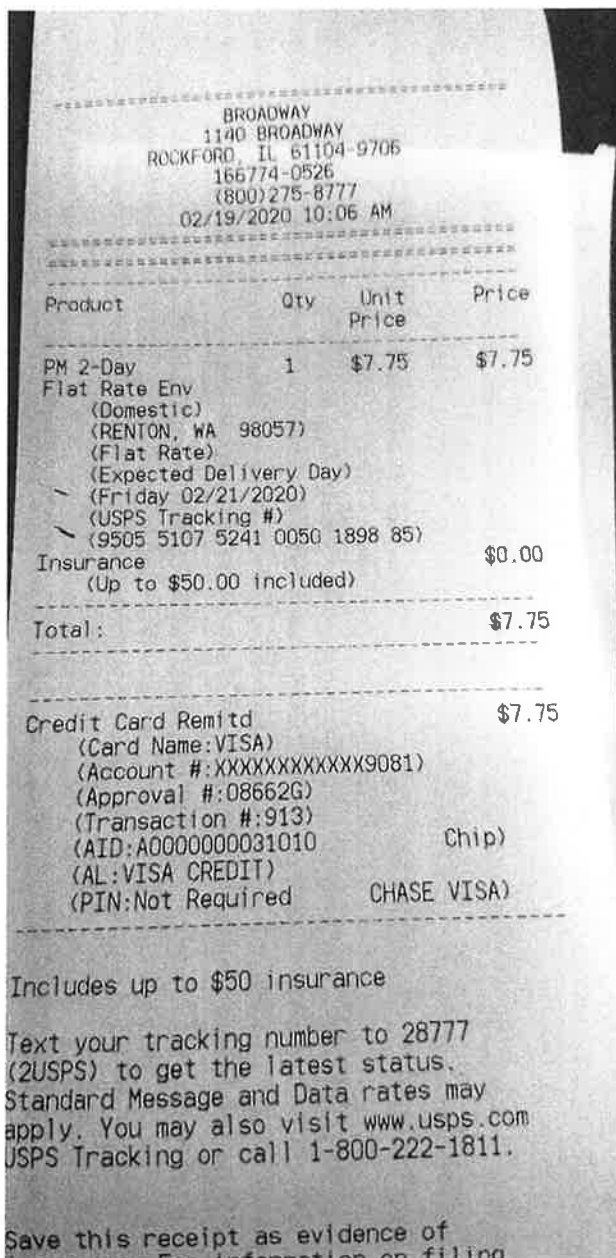 BROADWAY
1140 BROADWAY
ROCKFORD, IL 61104-9706
166774-0526
(800)275-8777
02/19/2020 10:06 AM
Product Qty Unit Price
Price
PM 2-Day 1 $7.75 $7.75
Flat Rate Env
(Domestic)
(RENTON, WA 98057)
(Flat Rate)
(Expected Delivery Day)
(Friday 02/21/2020)
(USPS Tracking #)
(9505 5107 5241 0050 1898 85)
Insurance $0.00
(Up to $50.00 included)
Total: $7.75
Credit Card Remitd $7.75
(Card Name:VISA)
(Account #:XXXXXXXXXXXX9081)
(Approval #:08662G)
(Transaction #:913)
(AID:A0000000031010 Chip)
(AL:VISA CREDIT)
(PIN:Not Required CHASE VISA)
Includes up to $50 insurance
Text your tracking number to 28777
(2USPS) to get the latest status.
Standard Message and Data rates may
apply. You may also visit www.usps.com
USPS Tracking or call 1-800-222-1811.
Save this receipt as evidence of
For information on filing